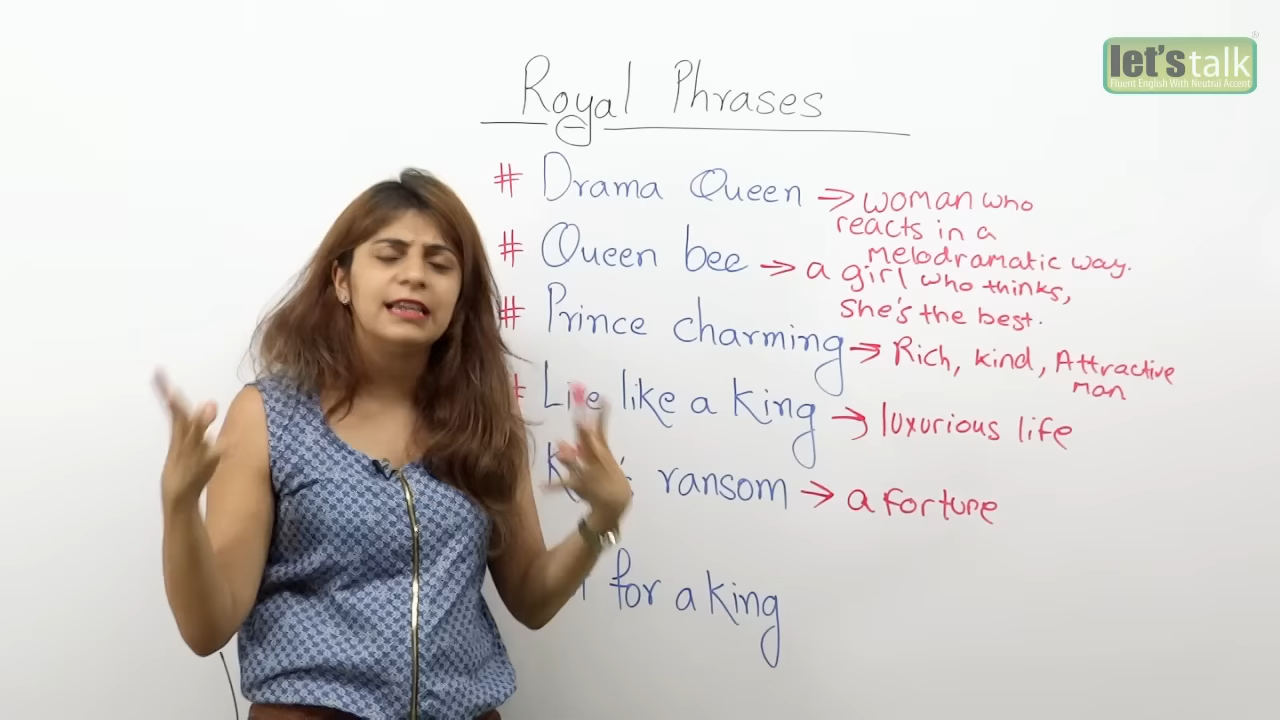 let's talk
Fluent English With Neutral Accent
Royal Phrases
# Drama Queen → woman who
reacts in a
melodramatic way.
# Queen bee → a girl who thinks,
she's the best.
# Prince charming → Rich, kind, Attractive
man
like a king → luxurious life
ransom → a fortune
for a king